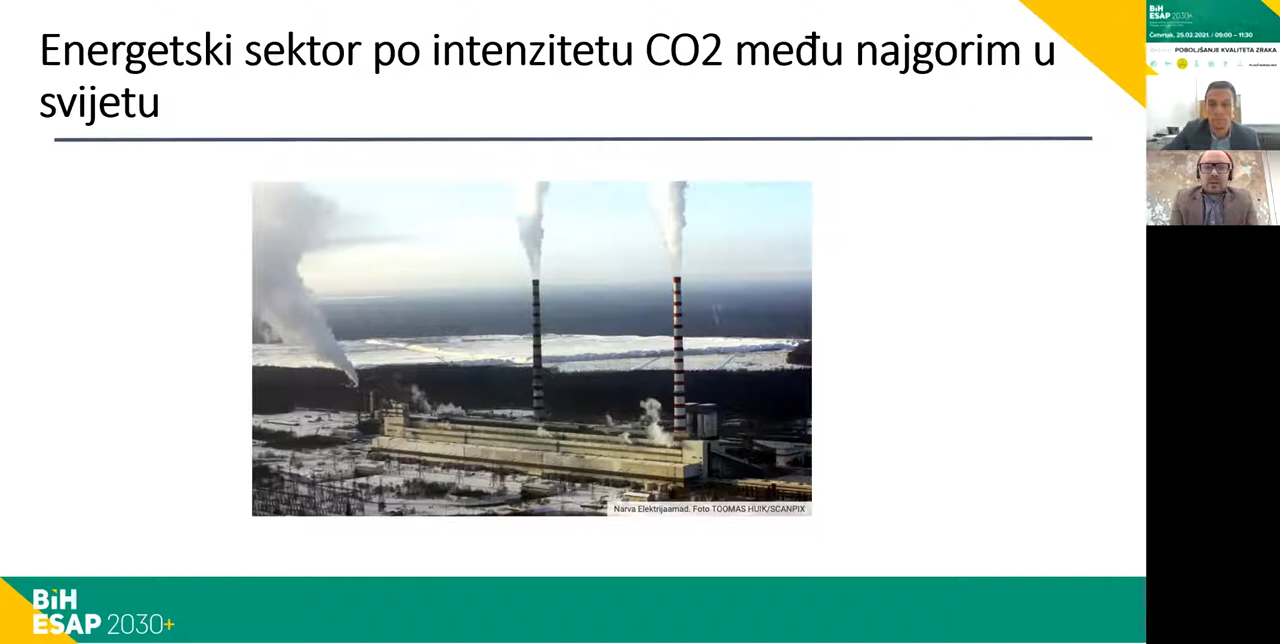 Energetski sektor po intenzitetu CO2 među najgorim u
svijetu
Narva Elektrijaamad. Foto TOOMAS HUIK/SCANPIX
BiH
ESAP 2030+
BiH
ESAP 2030+
Četvrtak, 25.02.2021. / 09:00 – 11:30
POBOLJŠANJE KVALITETA ZRAKA